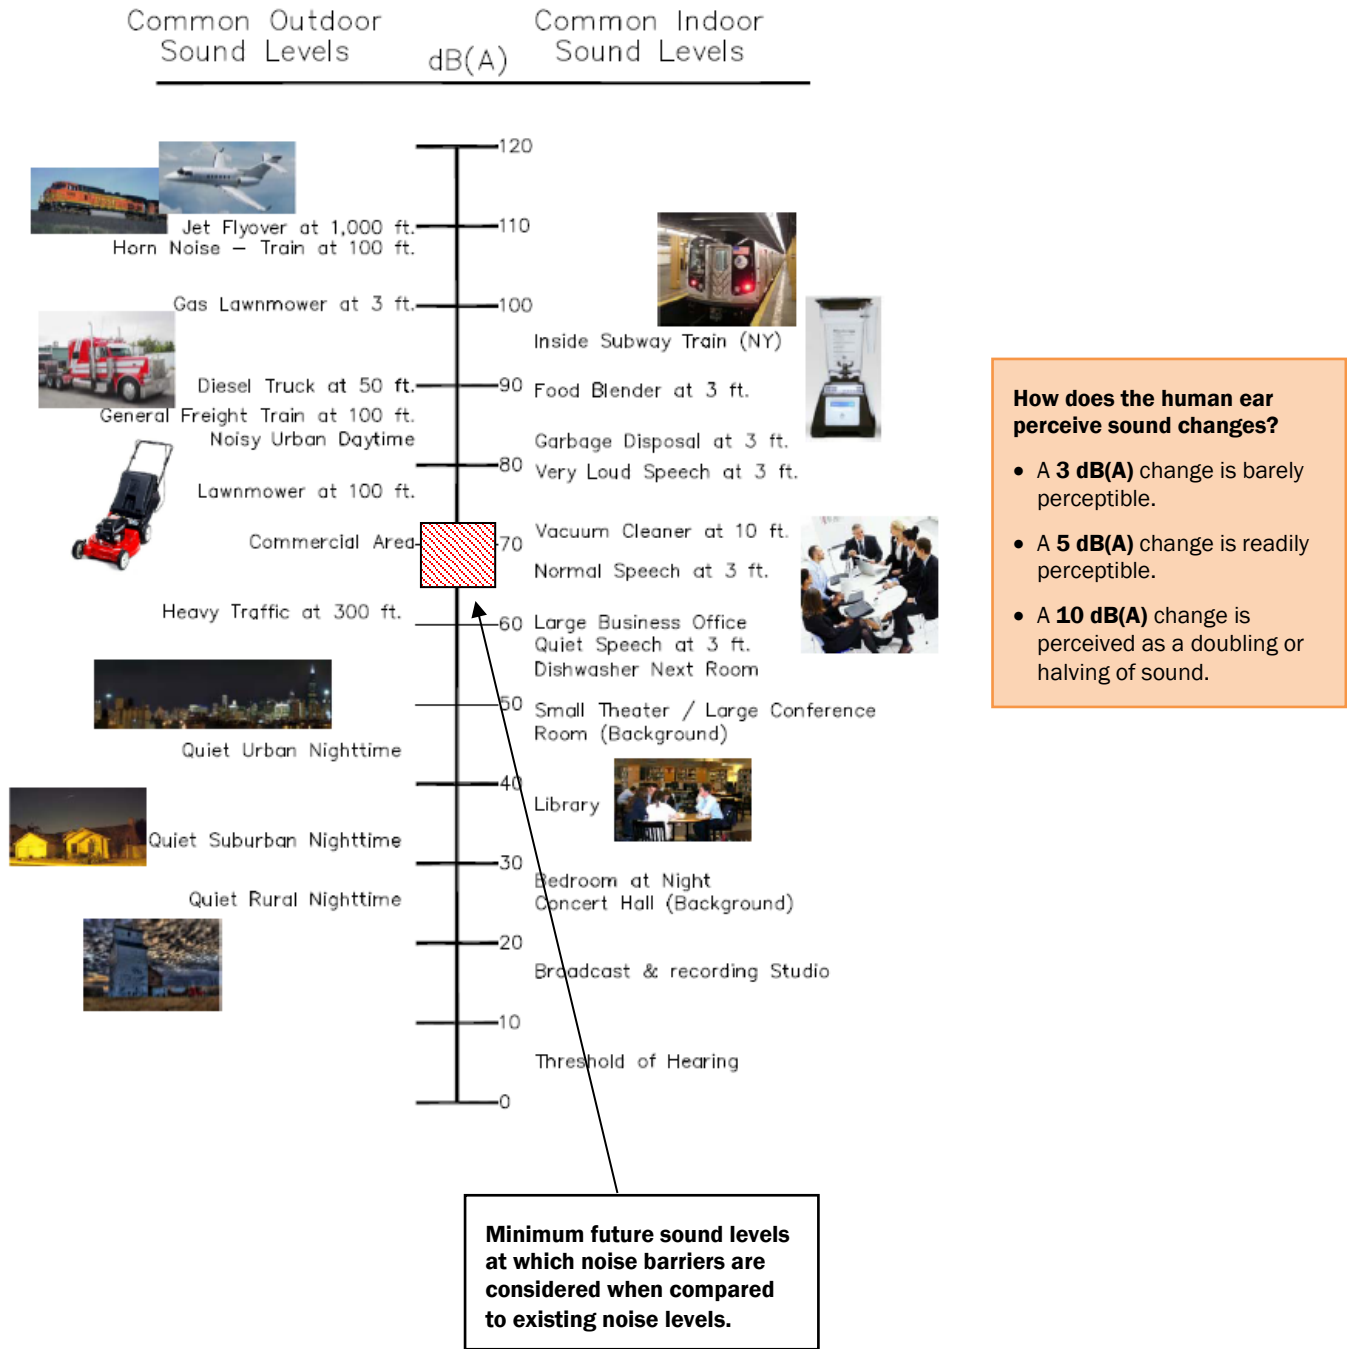 Common Outdoor
Sound Levels
dB(A)
Common Indoor
Sound Levels
120
Jet Flyover at 1,000 ft.
110
Horn Noise – Train at 100 ft.
Gas Lawnmower at 3 ft.
100
Inside Subway Train (NY)
Diesel Truck at 50 ft.
90
Food Blender at 3 ft.
General Freight Train at 100 ft.
Noisy Urban Daytime
Garbage Disposal at 3 ft.
80
Very Loud Speech at 3 ft.
Lawnmower at 100 ft.
Vacuum Cleaner at 10 ft.
Commercial Area
70
Normal Speech at 3 ft.
Heavy Traffic at 300 ft.
60
Large Business Office
Quiet Speech at 3 ft.
Dishwasher Next Room
50
Small Theater / Large Conference
Room (Background)
Quiet Urban Nighttime
40
Library
Quiet Suburban Nighttime
30
Bedroom at Night
Quiet Rural Nighttime
Concert Hall (Background)
20
Broadcast & recording Studio
10
Threshold of Hearing
0
How does the human ear
perceive sound changes?
• A 3 dB(A) change is barely
perceptible.
• A 5 dB(A) change is readily
perceptible.
• A 10 dB(A) change is
perceived as a doubling or
halving of sound.
Minimum future sound levels
at which noise barriers are
considered when compared
to existing noise levels.